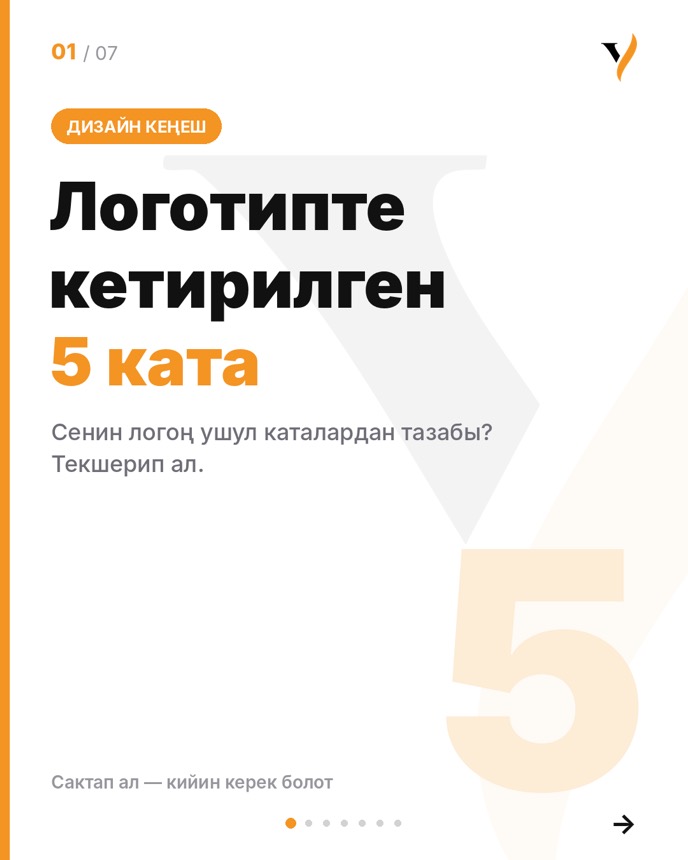 01 / 07
ДИЗАЙН КЕҢЕШ
Логотипте
кетирилген
5 ката
Сенин логоң ушул каталардан тазабы?
Текшерип ал.
5
Сактап ал — кийин керек болот
→